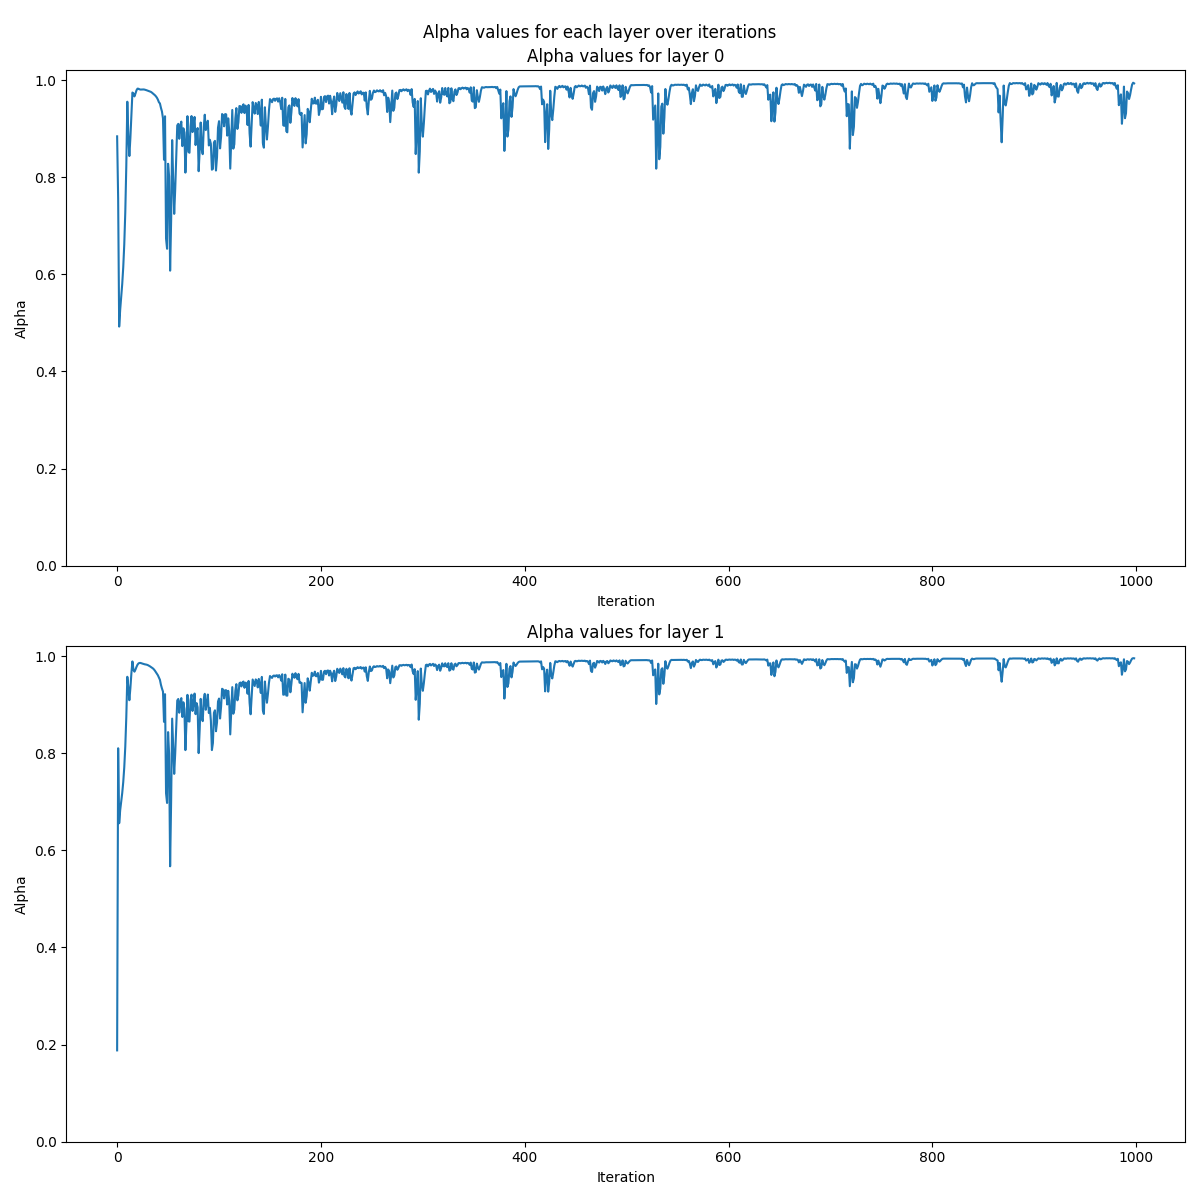 Alpha values for each layer over iterations
Alpha values for layer 0
1.0
0.8
0.6
0.4
0.2
0.0
Alpha
0 200 400 600 800 1000
Iteration
Alpha values for layer 1
1.0
0.8
0.6
0.4
0.2
0.0
Alpha
0 200 400 600 800 1000
Iteration